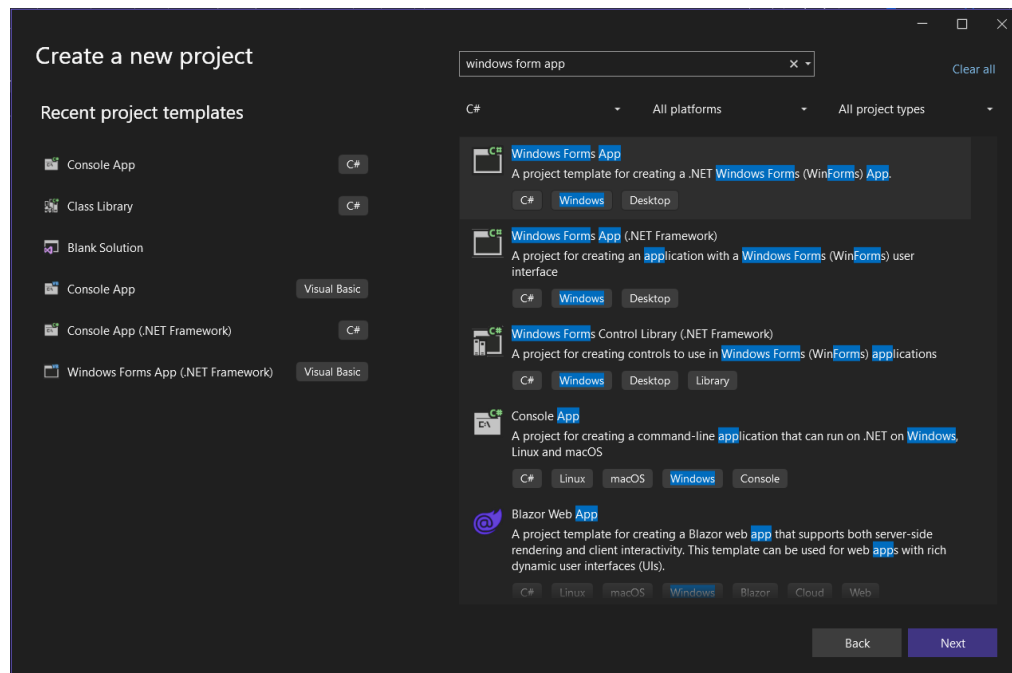 Create a new project
Recent project templates
Console App C#
Class Library C#
Blank Solution
Console App Visual Basic
Console App (.NET Framework) C#
Windows Forms App (.NET Framework) Visual Basic
windows form app
Clear all
C# All platforms All project types
C#
Windows Forms App
A project template for creating a .NET Windows Forms (WinForms) App.
C# Windows Desktop
C#
Windows Forms App (.NET Framework)
A project for creating an application with a Windows Forms (WinForms) user
interface
C# Windows Desktop
C#
Windows Forms Control Library (.NET Framework)
A project for creating controls to use in Windows Forms (WinForms) applications
C# Windows Desktop Library
C#
Console App
A project for creating a command-line application that can run on .NET on Windows,
Linux and macOS
C# Linux macOS Windows Console
Blazor Web App
A project template for creating a Blazor web app that supports both server-side
rendering and client interactivity. This template can be used for web apps with rich
dynamic user interfaces (UIs).
C# Linux macOS Windows Blazor Cloud Web
Back Next